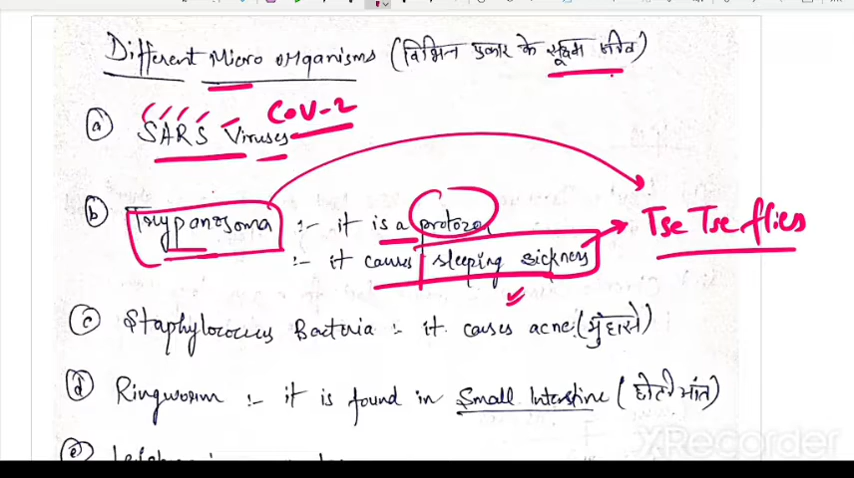 Different Micro organisms (विभिन्न प्रकार के सूक्ष्म जीव)
(a) SARS Viruses CoV-2
(b) Trypanosoma :- it is a protozoa Tse Tse flies
:- it causes sleeping sickness
(c) Staphylococcus Bacteria :- it causes acne (मुँहासे)
(d) Ringworm :- it is found in Small Intestine (छोटी आंत)
(e)
XRecorder